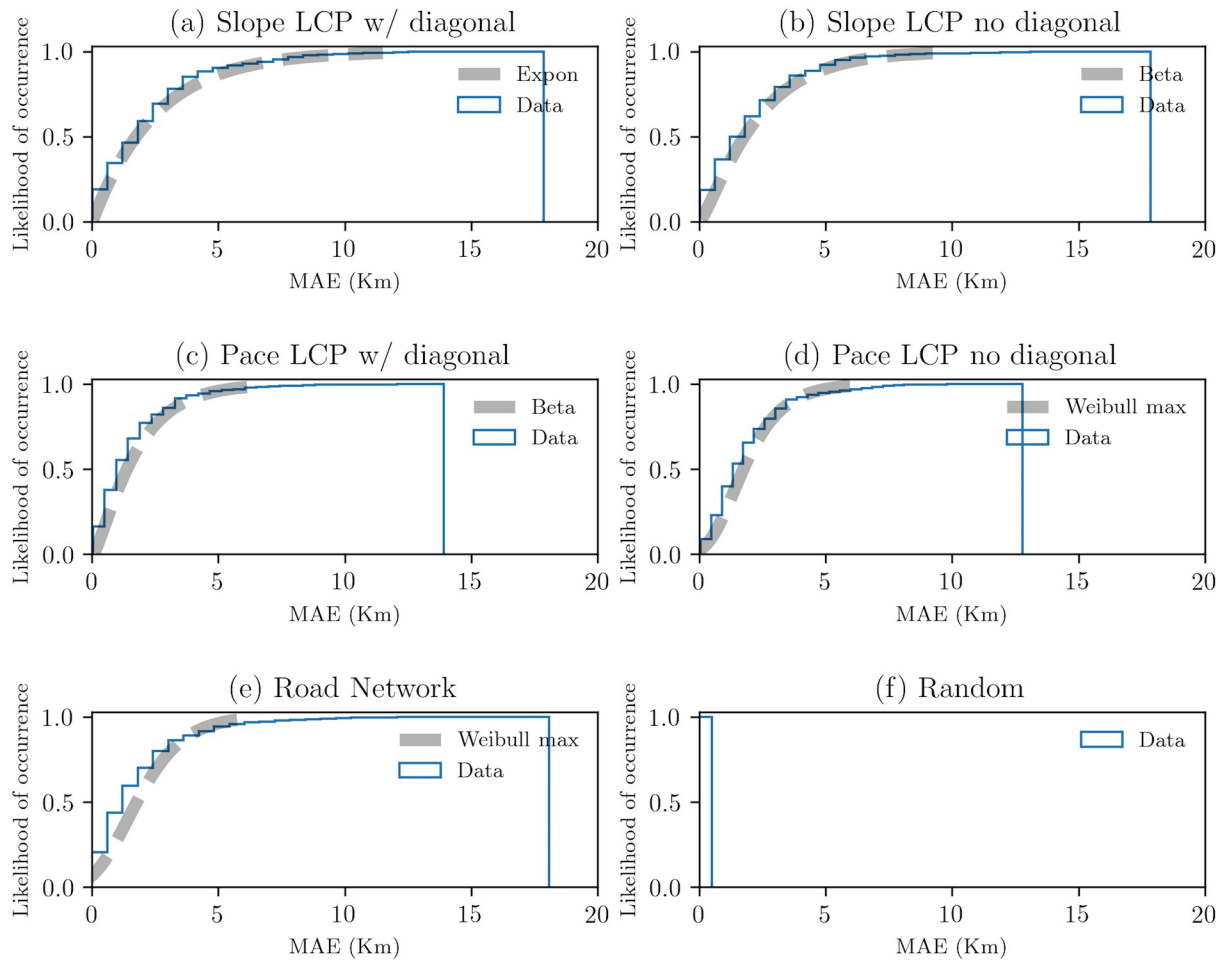 (a) Slope LCP w/ diagonal
Likelihood of occurrence
1.0
0.5
0.0
Expon
Data
0 5 10 15 20
MAE (Km)
(b) Slope LCP no diagonal
Likelihood of occurrence
1.0
0.5
0.0
Beta
Data
0 5 10 15 20
MAE (Km)
(c) Pace LCP w/ diagonal
Likelihood of occurrence
1.0
0.5
0.0
Beta
Data
0 5 10 15 20
MAE (Km)
(d) Pace LCP no diagonal
Likelihood of occurrence
1.0
0.5
0.0
Weibull max
Data
0 5 10 15 20
MAE (Km)
(e) Road Network
Likelihood of occurrence
1.0
0.5
0.0
Weibull max
Data
0 5 10 15 20
MAE (Km)
(f) Random
Likelihood of occurrence
1.0
0.5
0.0
Data
0 5 10 15 20
MAE (Km)